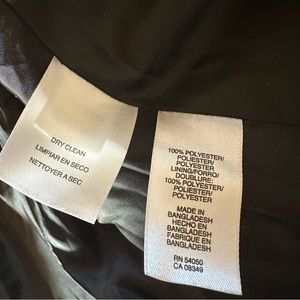 DRY CLEAN
LIMPIAR EN SECO
NETTOYER A SEC
100% POLYESTER/
POLIESTER/
POLYESTER
LINING/FORRO/
DOUBLURE:
100% POLYESTER/
POLIESTER/
POLYESTER
MADE IN
BANGLADESH
HECHO EN
BANGLADESH
FABRIQUE EN
BANGLADESH
RN 54050
CA 09349